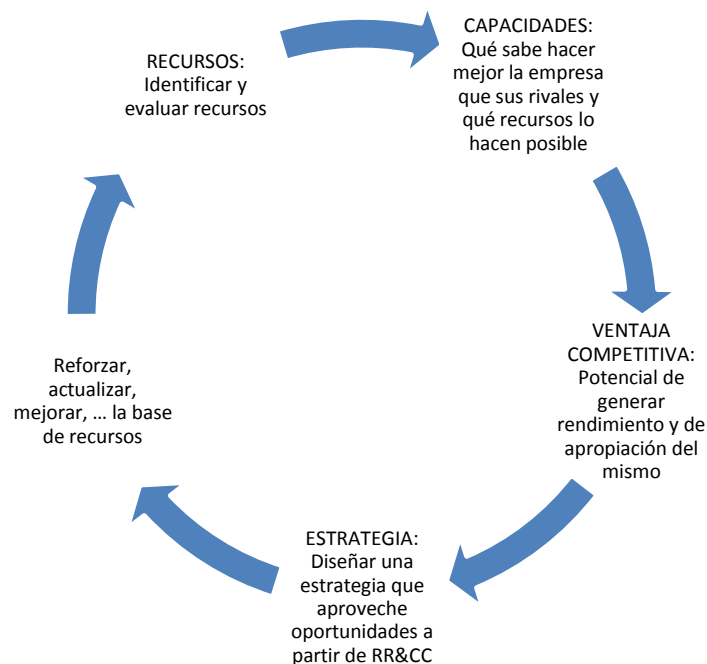 RECURSOS:
Identificar y
evaluar recursos
CAPACIDADES:
Qué sabe hacer
mejor la empresa
que sus rivales y
qué recursos lo
hacen posible
VENTAJA
COMPETITIVA:
Potencial de
generar
rendimiento y de
apropiación del
mismo
ESTRATEGIA:
Diseñar una
estrategia que
aproveche
oportunidades a
partir de RR&CC
Reforzar,
actualizar,
mejorar, ... la base
de recursos